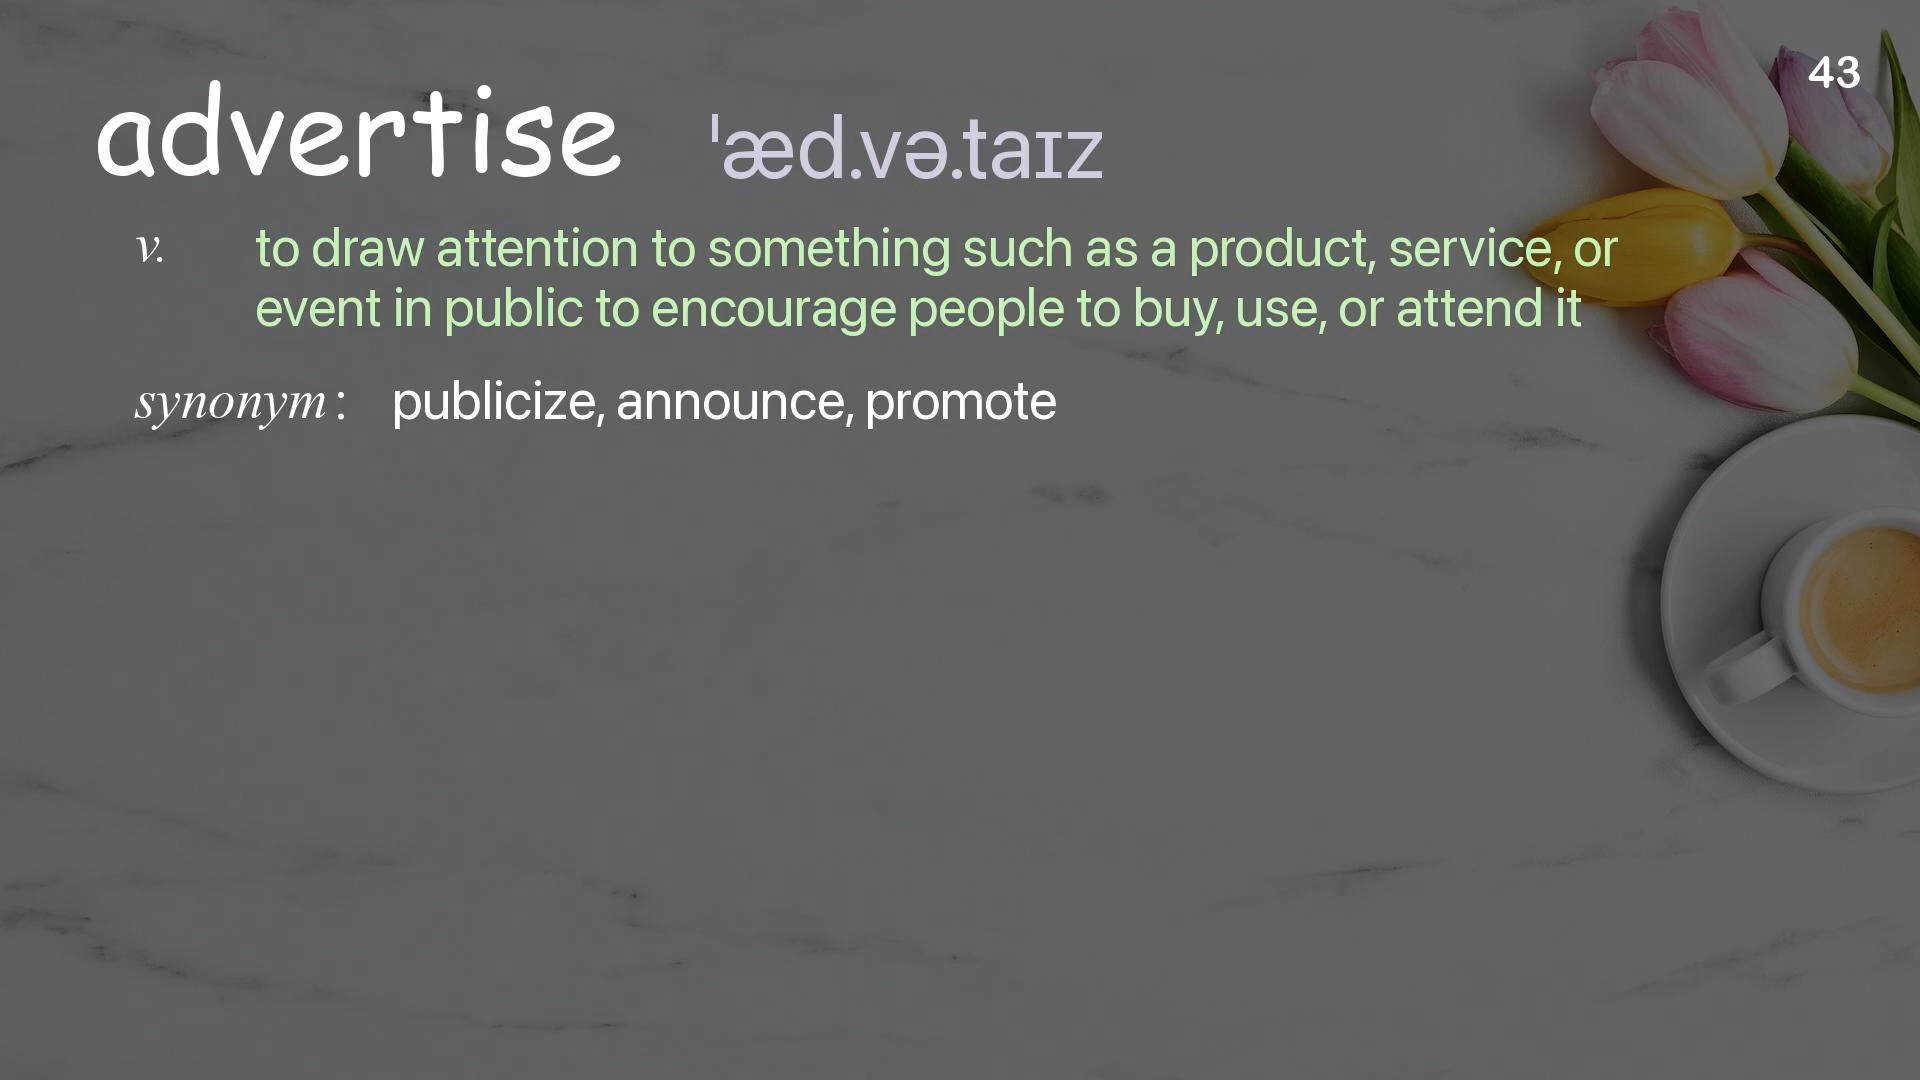 43
advertise ˈæd.və.taɪz
v. to draw attention to something such as a product, service, or
event in public to encourage people to buy, use, or attend it
synonym : publicize, announce, promote